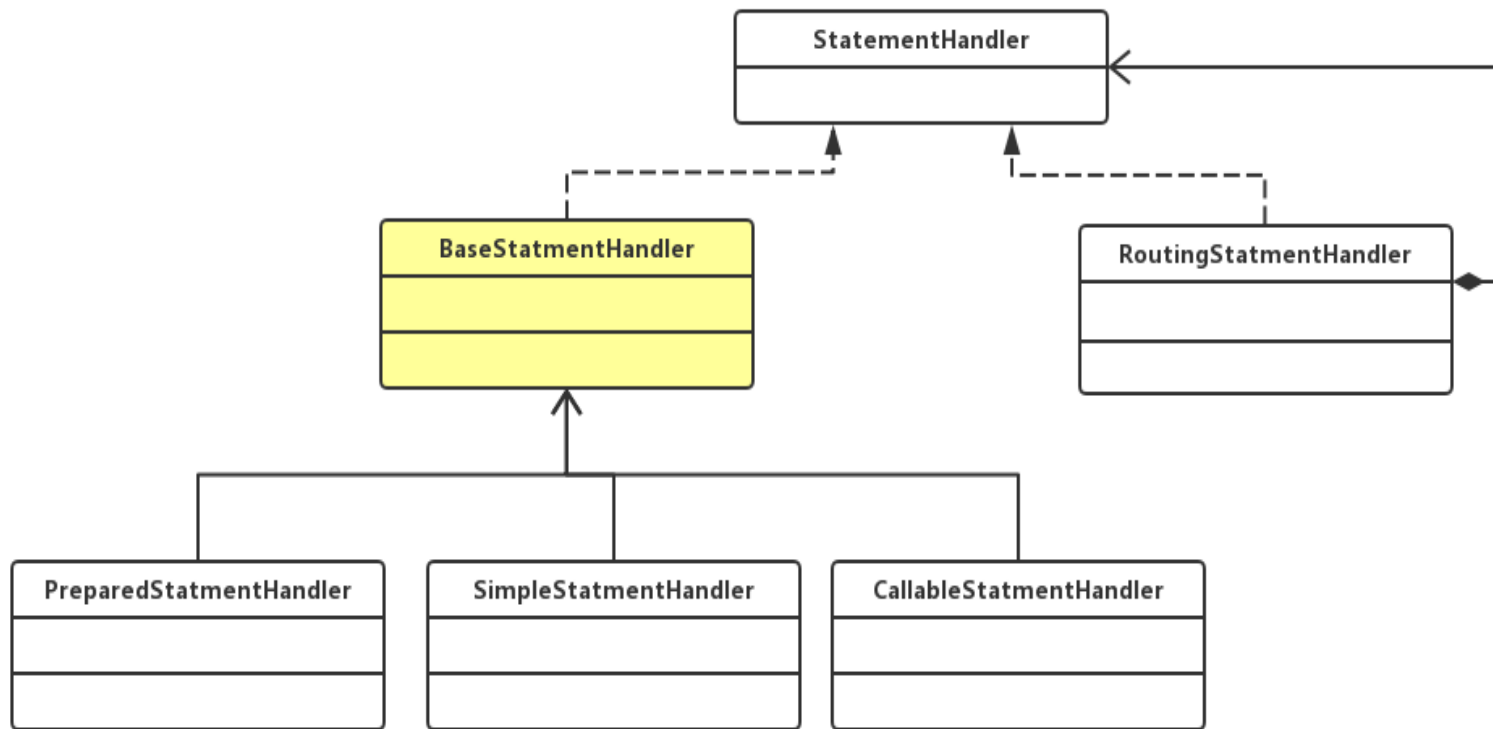 StatementHandler
BaseStatmentHandler
RoutingStatmentHandler
PreparedStatmentHandler
SimpleStatmentHandler
CallableStatmentHandler